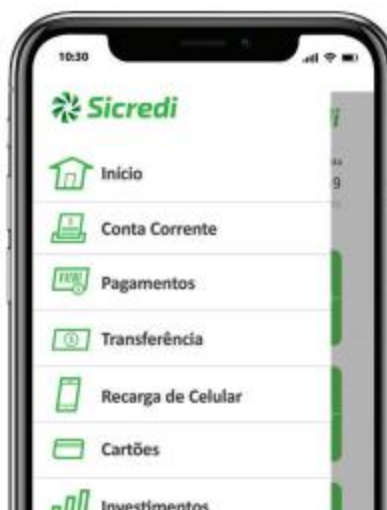 10:30
Sicredi
Início
Conta Corrente
Pagamentos
Transferência
Recarga de Celular
Cartões
Investimentos